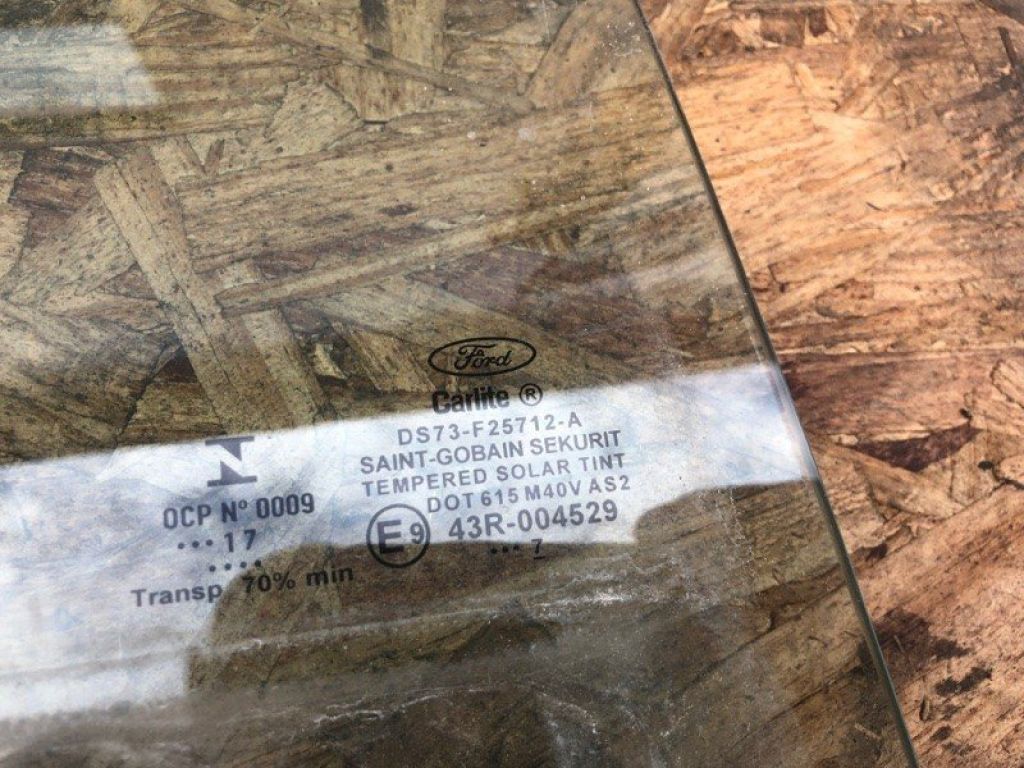 Ford
Carlite ®
DS73-F25712-A
SAINT-GOBAIN SEKURIT
TEMPERED SOLAR TINT
DOT 615 M40V AS2
E9 43R-004529
••• 7
OCP Nº 0009
•••17
••••
Transp 70% min